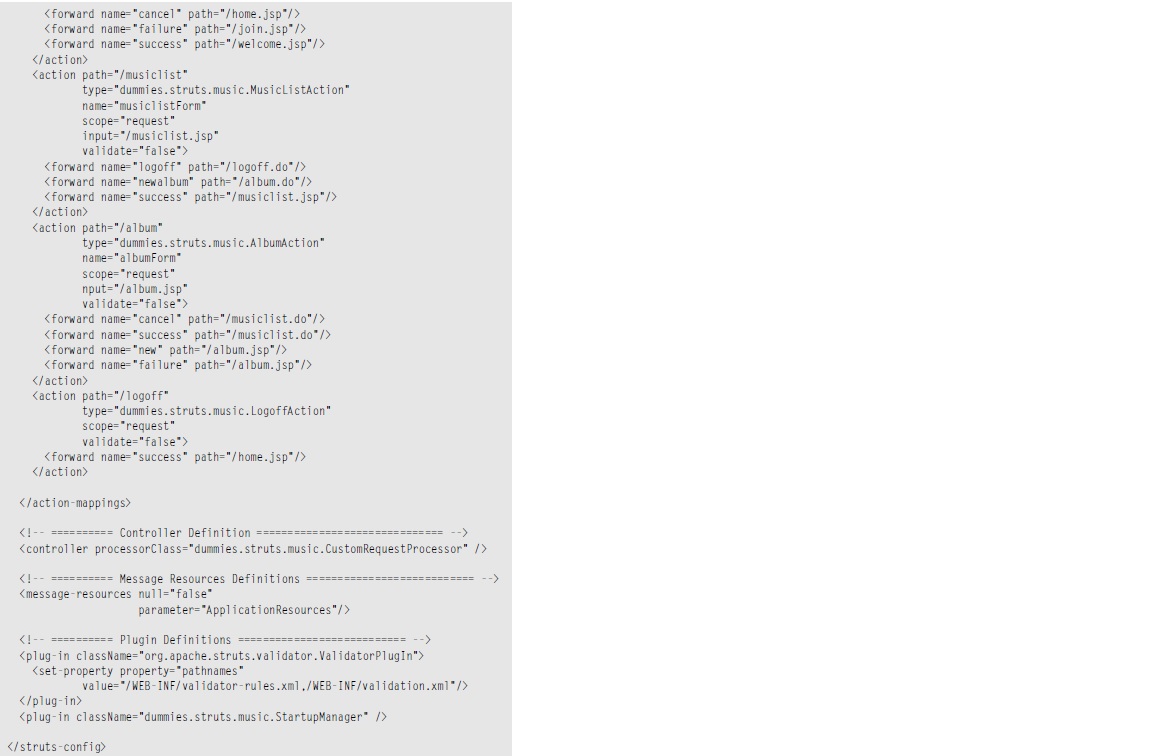 <forward name="cancel" path="/home.jsp"/>
<forward name="failure" path="/join.jsp"/>
<forward name="success" path="/welcome.jsp"/>
</action>
<action path="/musiclist"
type="dummies.struts.music.MusicListAction"
name="musiclistForm"
scope="request"
input="/musiclist.jsp"
validate="false">
<forward name="logoff" path="/logoff.do"/>
<forward name="newalbum" path="/album.do"/>
<forward name="success" path="/musiclist.jsp"/>
</action>
<action path="/album"
type="dummies.struts.music.AlbumAction"
name="albumForm"
scope="request"
nput="/album.jsp"
validate="false">
<forward name="cancel" path="/musiclist.do"/>
<forward name="success" path="/musiclist.do"/>
<forward name="new" path="/album.jsp"/>
<forward name="failure" path="/album.jsp"/>
</action>
<action path="/logoff"
type="dummies.struts.music.LogoffAction"
scope="request"
validate="false">
<forward name="success" path="/home.jsp"/>
</action>
</action-mappings>
<!-- ========== Controller Definition ============================== -->
<controller processorClass="dummies.struts.music.CustomRequestProcessor" />
<!-- ========== Message Resources Definitions =========================== -->
<message-resources null="false"
parameter="ApplicationResources"/>
<!-- ========== Plugin Definitions =========================== -->
<plug-in className="org.apache.struts.validator.ValidatorPlugIn">
<set-property property="pathnames"
value="/WEB-INF/validator-rules.xml,/WEB-INF/validation.xml"/>
</plug-in>
<plug-in className="dummies.struts.music.StartupManager" />
</struts-config>